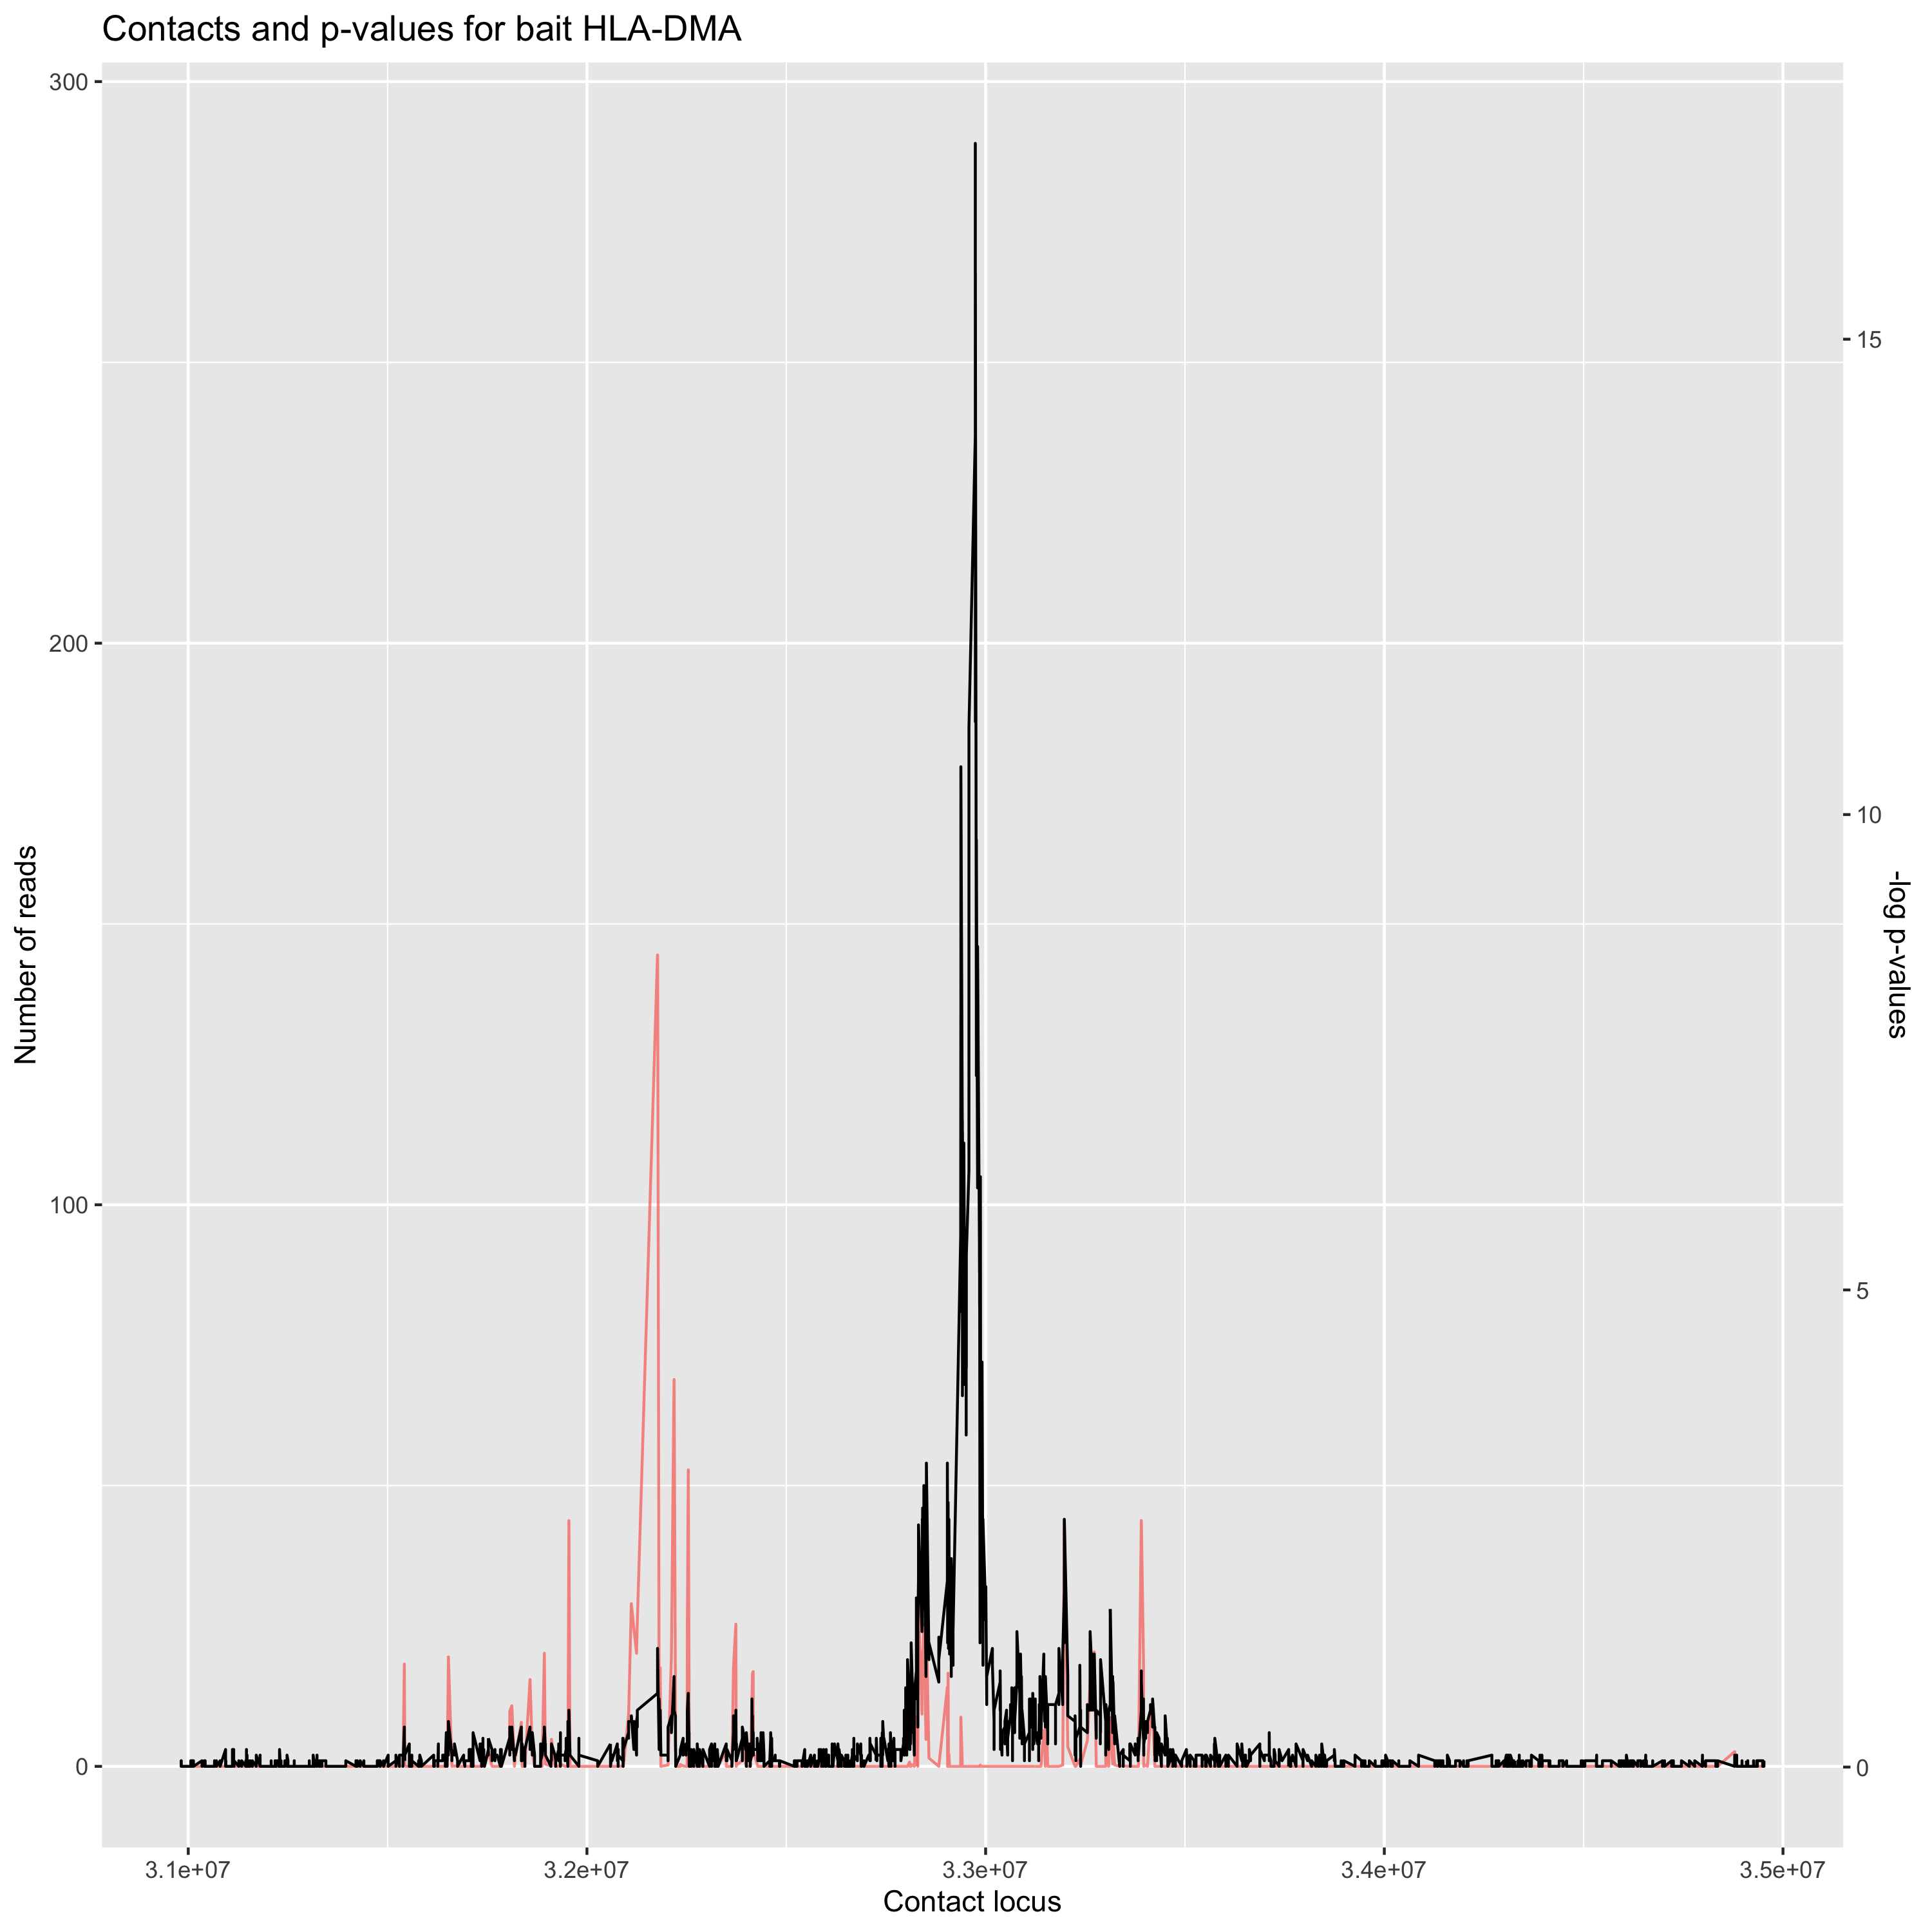 Contacts and p-values for bait HLA-DMA
300
200
100
0
Number of reads
15
10
5
0
-log p-values
3.1e+07
3.2e+07
3.3e+07
3.4e+07
3.5e+07
Contact locus